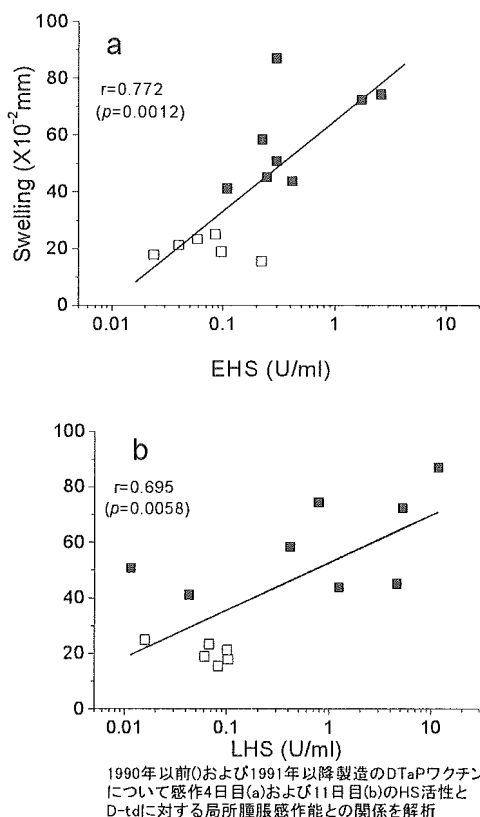 100
80
60
40
20
0
Swelling (X10⁻²mm)
a
r=0.772
(p=0.0012)
0.01 0.1 1 10
EHS (U/ml)
100
80
60
40
20
0
b
r=0.695
(p=0.0058)
0.01 0.1 1 10
LHS (U/ml)
1990年以前()および1991年以降製造のDTaPワクチン
について感作4日目(a)および11日目(b)のHS活性と
D-tdに対する局所腫脹感作能との関係を解析